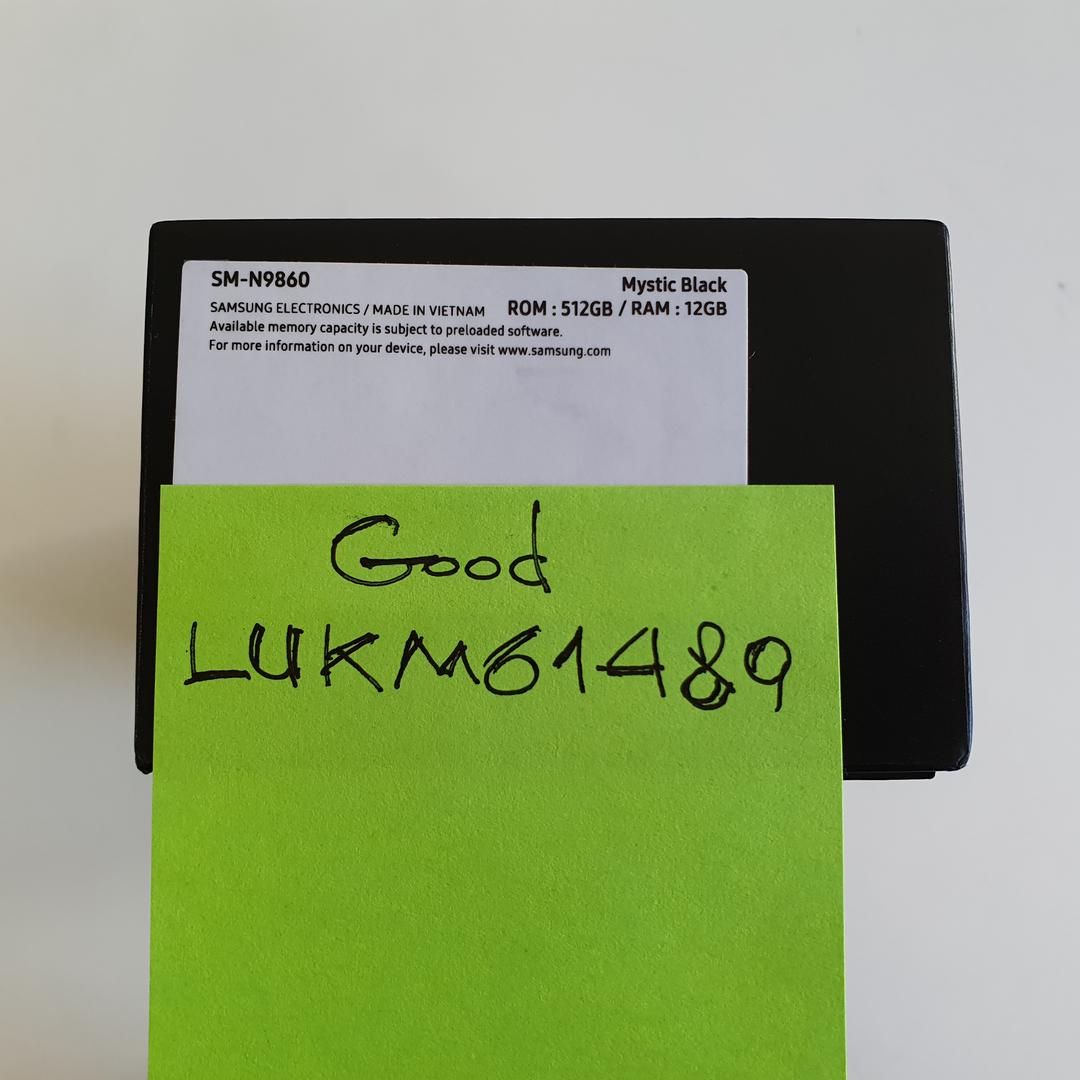 SM-N9860
Mystic Black
SAMSUNG ELECTRONICS / MADE IN VIETNAM ROM : 512GB / RAM : 12GB
Available memory capacity is subject to preloaded software.
For more information on your device, please visit www.samsung.com
Good
LUKM61489